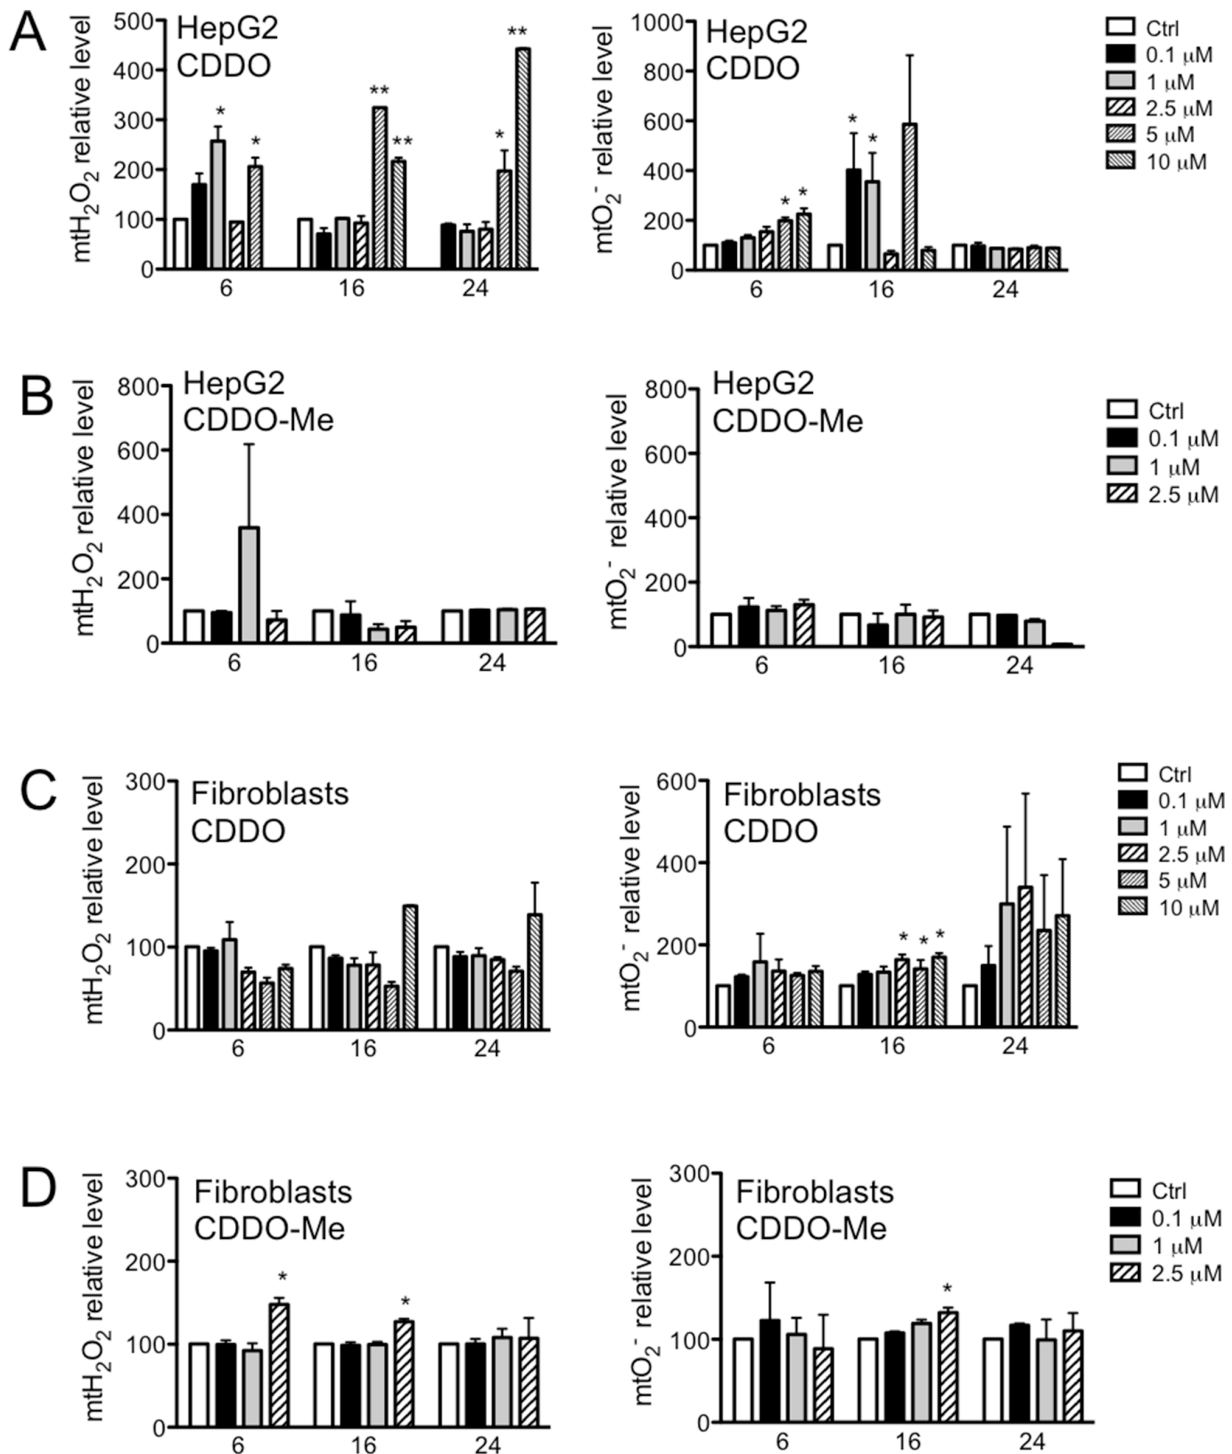 A
mtH2O2 relative level
HepG2
CDDO
500
400
300
200
100
0
*
*
**
**
*
**
6
16
24
mtO2- relative level
HepG2
CDDO
1000
800
600
400
200
0
*
*
*
*
6
16
24
Ctrl
0.1 μM
1 μM
2.5 μM
5 μM
10 μM
B
mtH2O2 relative level
HepG2
CDDO-Me
800
600
400
200
0
6
16
24
mtO2- relative level
HepG2
CDDO-Me
800
600
400
200
0
6
16
24
Ctrl
0.1 μM
1 μM
2.5 μM
C
mtH2O2 relative level
Fibroblasts
CDDO
300
200
100
0
6
16
24
mtO2- relative level
Fibroblasts
CDDO
600
400
200
0
*
*
*
6
16
24
Ctrl
0.1 μM
1 μM
2.5 μM
5 μM
10 μM
D
mtH2O2 relative level
Fibroblasts
CDDO-Me
300
200
100
0
*
*
6
16
24
mtO2- relative level
Fibroblasts
CDDO-Me
300
200
100
0
*
6
16
24
Ctrl
0.1 μM
1 μM
2.5 μM